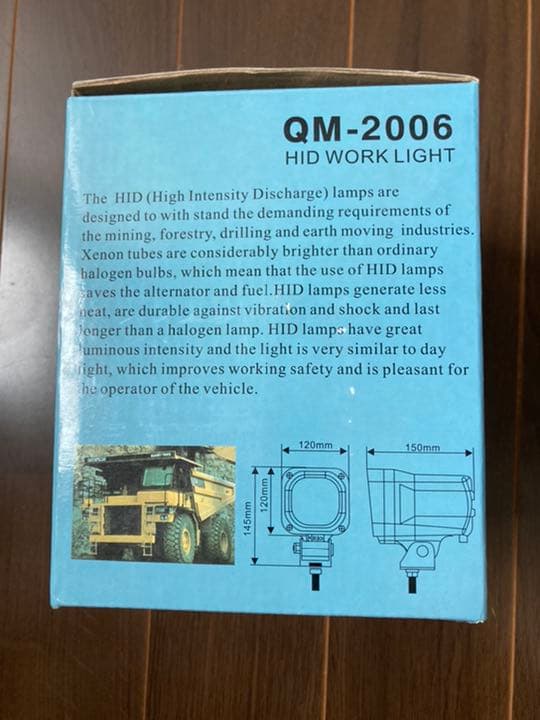 QM-2006
HID WORK LIGHT
The HID (High Intensity Discharge) lamps are
designed to with stand the demanding requirements of
the mining, forestry, drilling and earth moving industries.
Xenon tubes are considerably brighter than ordinary
halogen bulbs, which mean that the use of HID lamps
saves the alternator and fuel.HID lamps generate less
heat, are durable against vibration and shock and last
longer than a halogen lamp. HID lamps have great
luminous intensity and the light is very similar to day
light, which improves working safety and is pleasant for
the operator of the vehicle.
120mm
150mm
145mm
120mm